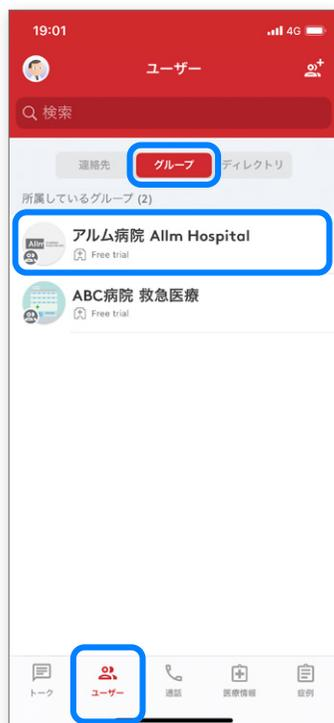 19:01
4G
ユーザー
検索
連絡先 グループ ディレクトリ
所属しているグループ (2)
Allm
アルム病院 Allm Hospital
Free trial
ABC病院 救急医療
Free trial
トーク ユーザー 通話 医療情報 症例